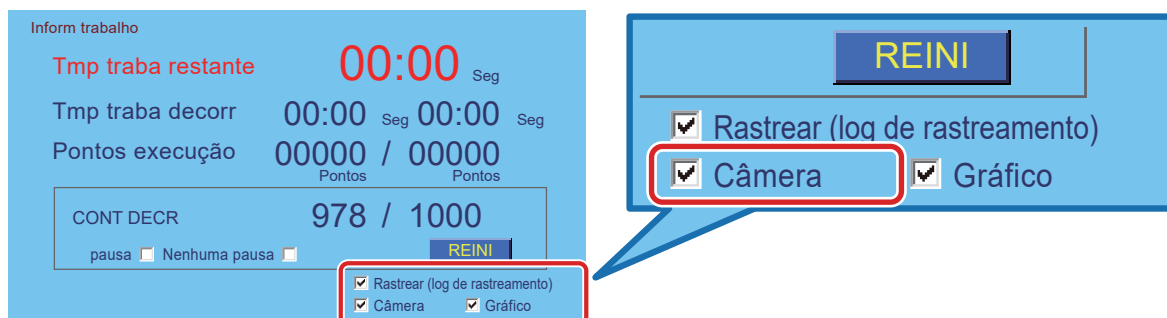 Inform trabalho
Tmp traba restante 00:00 Seg
Tmp traba decorr 00:00 Seg 00:00 Seg
Pontos execução 00000 / 00000
Pontos Pontos
CONT DECR 978 / 1000
pausa Nenhuma pausa REINI
Rastrear (log de rastreamento)
Câmera Gráfico
REINI
Rastrear (log de rastreamento)
Câmera Gráfico